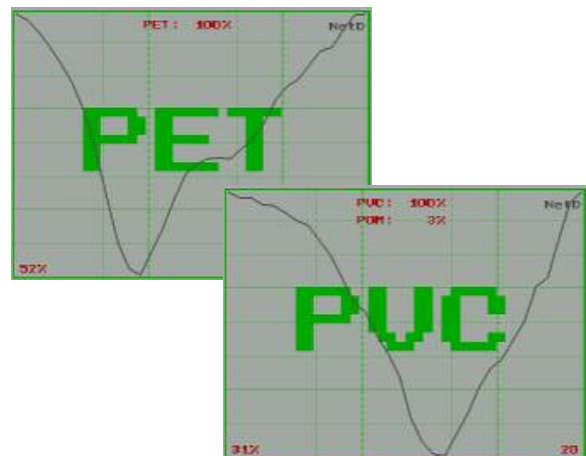 PET: 100%
NetD
PET
52%
PVC: 100%
NetD
POM: 3%
PVC
31%
28